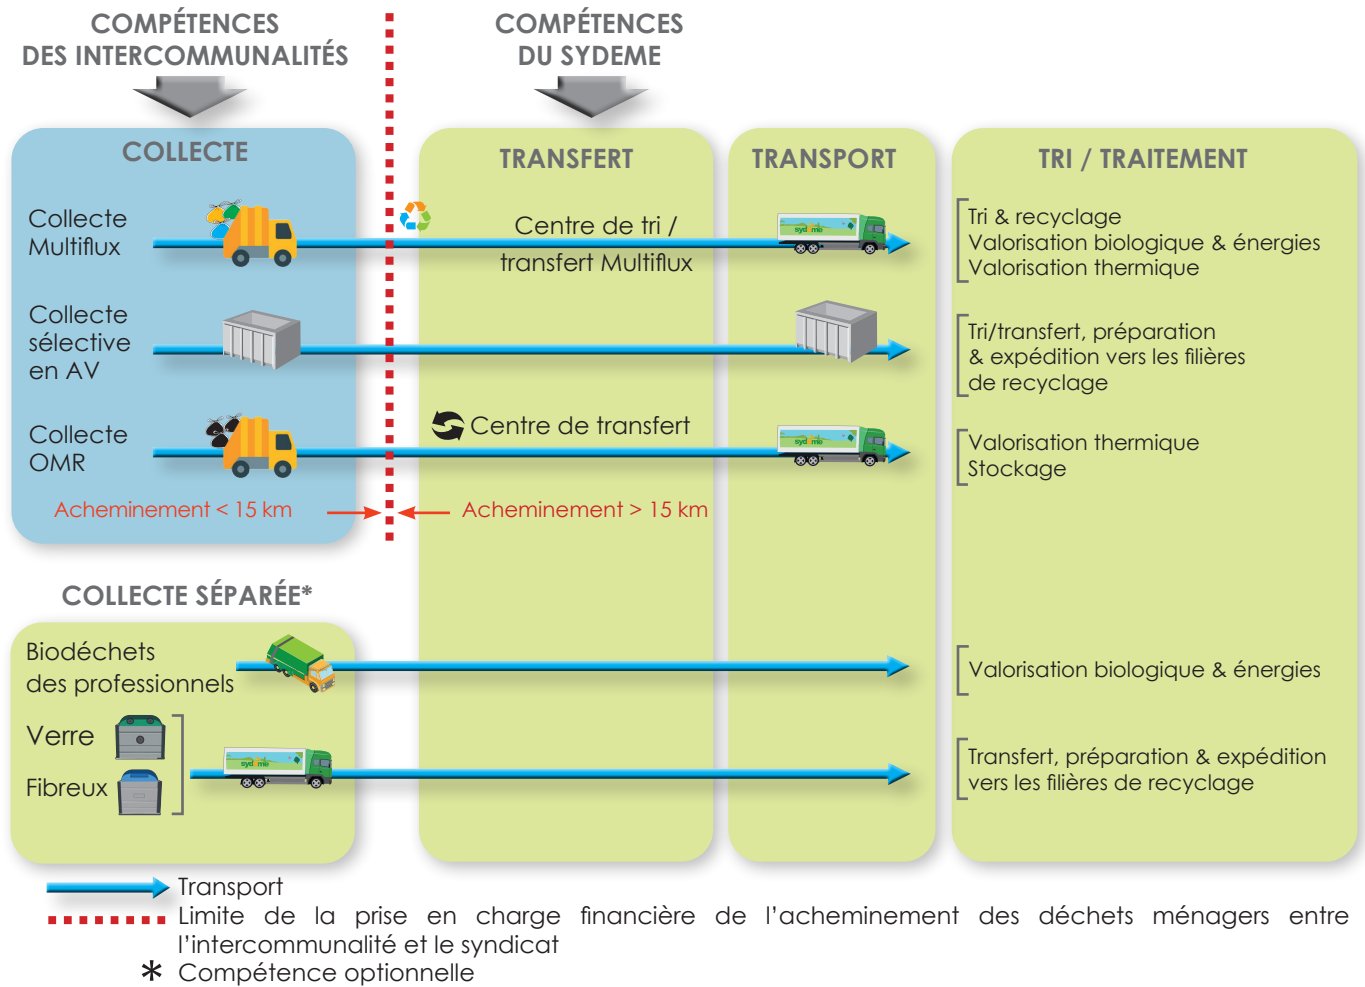 COMPÉTENCES
DES INTERCOMMUNALITÉS
COMPÉTENCES
DU SYDEME
COLLECTE
TRANSFERT
TRANSPORT
TRI / TRAITEMENT
Collecte
Multiflux
Centre de tri /
transfert Multiflux
sydeme
Tri & recyclage
Valorisation biologique & énergies
Valorisation thermique
Collecte
sélective
en AV
Tri/transfert, préparation
& expédition vers les filières
de recyclage
Collecte
OMR
Centre de transfert
sydeme
Valorisation thermique
Stockage
Acheminement < 15 km
Acheminement > 15 km
COLLECTE SÉPARÉE*
Biodéchets
des professionnels
Valorisation biologique & énergies
Verre
Fibreux
sydeme
Transfert, préparation & expédition
vers les filières de recyclage
Transport
Limite de la prise en charge financière de l'acheminement des déchets ménagers entre
l'intercommunalité et le syndicat
* Compétence optionnelle